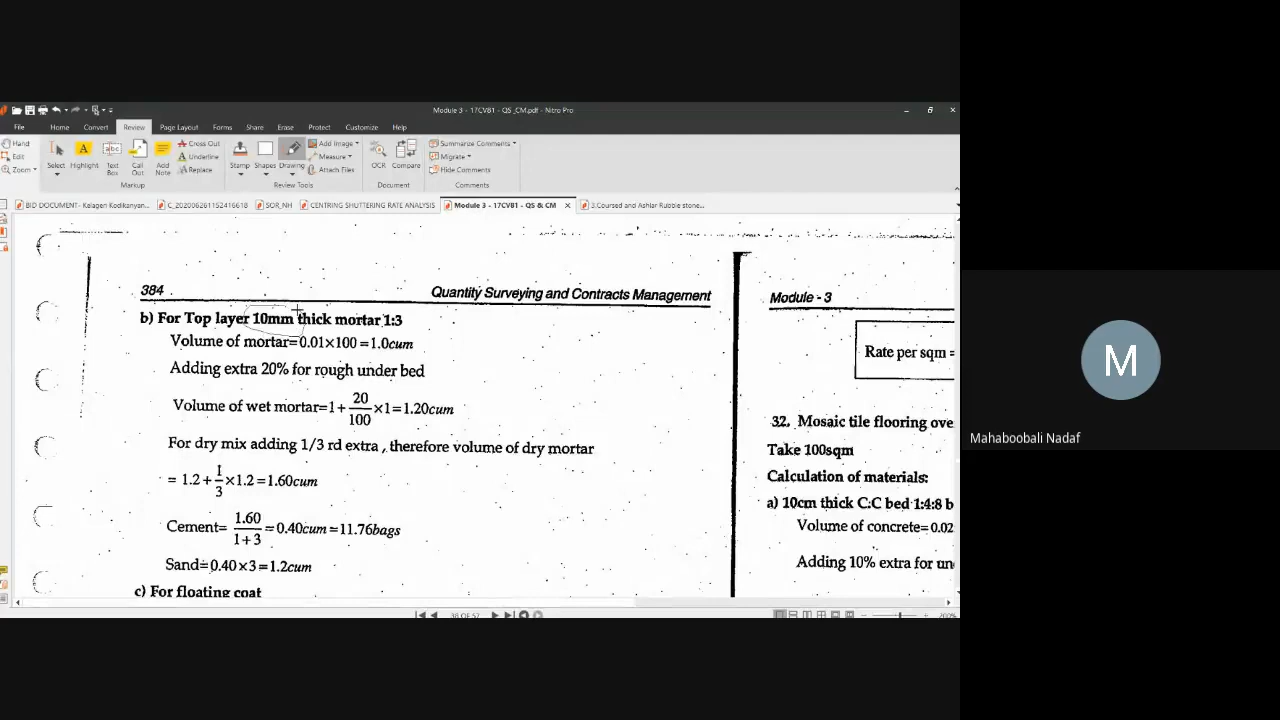 Module 3 - 17CV81 - QS_CM.pdf - Nitro Pro
File Home Convert Review Page Layout Forms Share Erase Protect Customize Help
Hand
Edit
Zoom
Select
Highlight
Text Box
Call Out
Add Note
Cross Out
Underline
Replace
Markup
Stamp
Shapes
Drawing
Add Image
Measure
Attach Files
Review Tools
OCR
Compare
Document
Summarize Comments
Migrate
Hide Comments
Comments
BID DOCUMENT- Kelageri Kodikanyan...
C_202006261152416618
SOR_NH
CENTRING SHUTTERING RATE ANALYSIS
Module 3 - 17CV81 - QS & CM
3.Coursed and Ashlar Rubble stone...
384 Quantity Surveying and Contracts Management
b) For Top layer 10mm thick mortar 1:3
Volume of mortar=0.01×100=1.0cum
Adding extra 20% for rough under bed
Volume of wet mortar=1+20/100×1=1.20cum
For dry mix adding 1/3 rd extra, therefore volume of dry mortar
= 1.2+1/3×1.2=1.60cum
Cement= 1.60/1+3=0.40cum=11.76bags
Sand=0.40×3=1.2cum
c) For floating coat
Module - 3
Rate per sqm =
32. Mosaic tile flooring ove
Take 100sqm
Calculation of materials:
a) 10cm thick C:C bed 1:4:8 b
Volume of concrete=0.02
Adding 10% extra for un
38 OF 57
M
Mahaboobali Nadaf